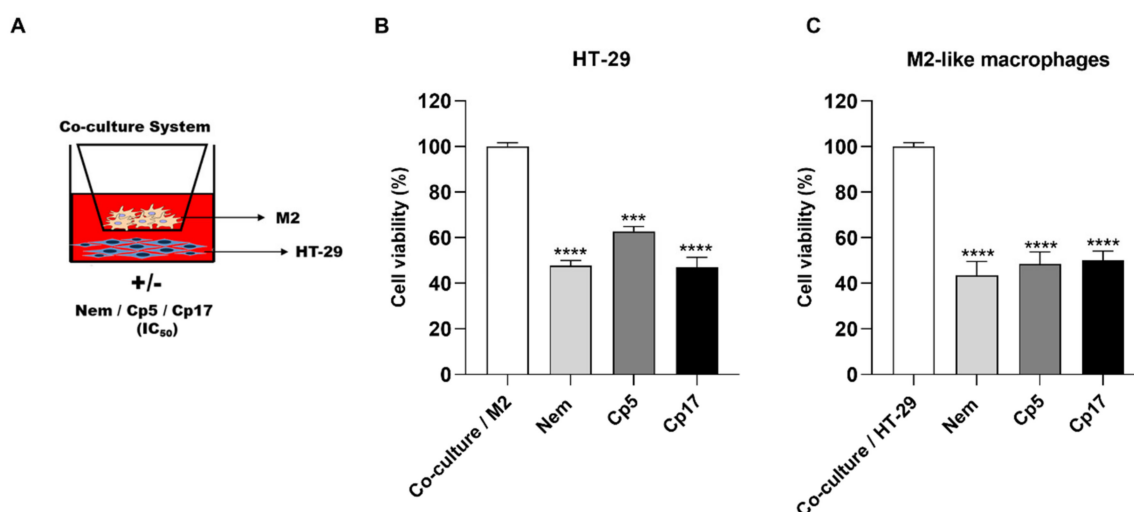 A
Co-culture System
M2
HT-29
+/-
Nem / Cp5 / Cp17
(IC₅₀)
B
HT-29
Cell viability (%)
120
100
80
60
40
20
0
****
***
****
Co-culture / M2
Nem
Cp5
Cp17
C
M2-like macrophages
Cell viability (%)
120
100
80
60
40
20
0
****
****
****
Co-culture / HT-29
Nem
Cp5
Cp17